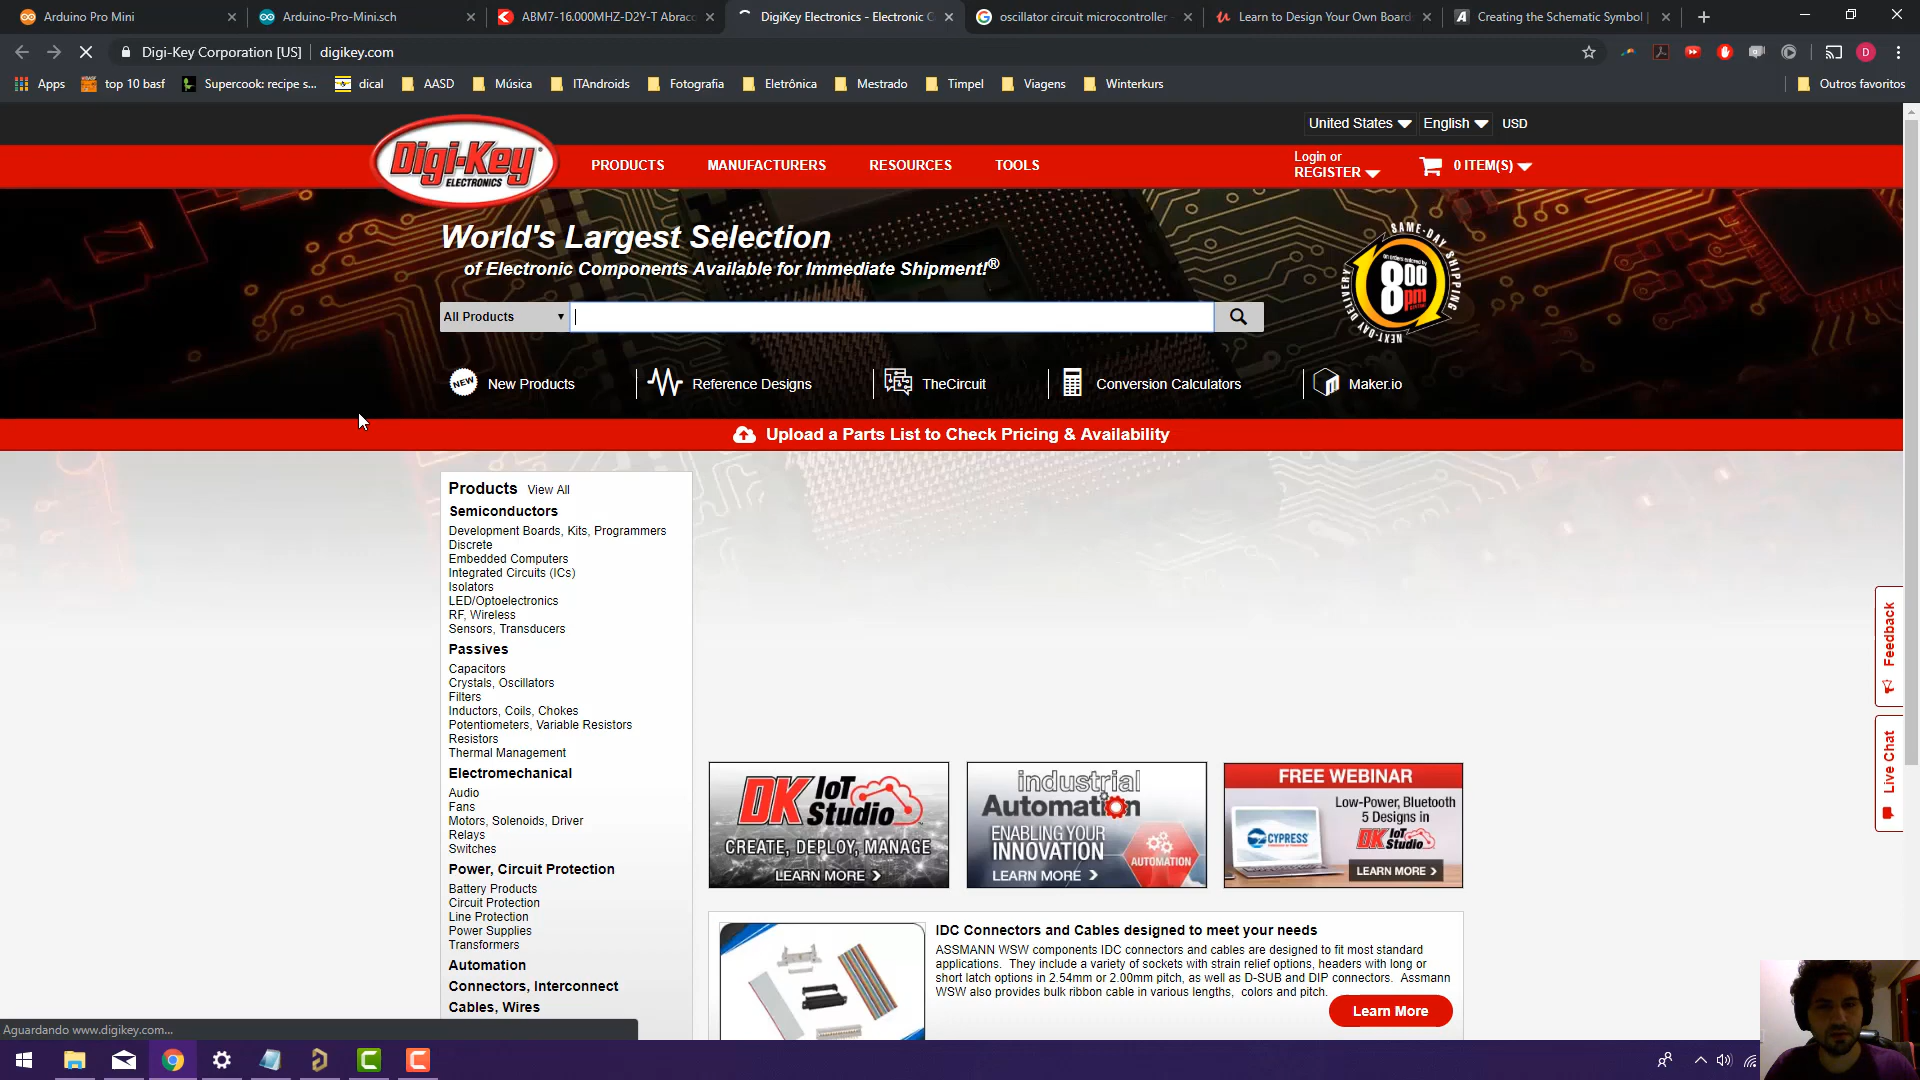 Arduino Pro Mini
Arduino-Pro-Mini.sch
ABM7-16.000MHZ-D2Y-T Abraco
DigiKey Electronics - Electronic C
oscillator circuit microcontroller
Learn to Design Your Own Board
Creating the Schematic Symbol
Digi-Key Corporation [US]
digikey.com
Apps
top 10 basf
Supercook: recipe s...
dical
AASD
Música
ITAndroids
Fotografia
Eletrônica
Mestrado
Timpel
Viagens
Winterkurs
Outros favoritos
United States
English
USD
Digi-Key
ELECTRONICS
PRODUCTS
MANUFACTURERS
RESOURCES
TOOLS
Login or
REGISTER
0 ITEM(S)
World's Largest Selection
of Electronic Components Available for Immediate Shipment!®
All Products
SAME-DAY SHIPPING
8:00
pm
NEXT-DAY DELIVERY
NEW
New Products
Reference Designs
TheCircuit
Conversion Calculators
Maker.io
Upload a Parts List to Check Pricing & Availability
Products View All
Semiconductors
Development Boards, Kits, Programmers
Discrete
Embedded Computers
Integrated Circuits (ICs)
Isolators
LED/Optoelectronics
RF, Wireless
Sensors, Transducers
Passives
Capacitors
Crystals, Oscillators
Filters
Inductors, Coils, Chokes
Potentiometers, Variable Resistors
Resistors
Thermal Management
Electromechanical
Audio
Fans
Motors, Solenoids, Driver
Relays
Switches
Power, Circuit Protection
Battery Products
Circuit Protection
Line Protection
Power Supplies
Transformers
Automation
Connectors, Interconnect
Cables, Wires
DK IoT
Studio
CREATE, DEPLOY, MANAGE
LEARN MORE
industrial
Automation
ENABLING YOUR
INNOVATION
AUTOMATION
LEARN MORE
FREE WEBINAR
Low-Power, Bluetooth
5 Designs in
DK IoT
Studio
CYPRESS
LEARN MORE
IDC Connectors and Cables designed to meet your needs
ASSMANN WSW components IDC connectors and cables are designed to fit most standard
applications. They include a variety of sockets with strain relief options, headers with long or
short latch options in 2.54mm or 2.00mm pitch, as well as D-SUB and DIP connectors. Assmann
WSW also provides bulk ribbon cable in various lengths, colors and pitch.
Learn More
Feedback
Live Chat
Aguardando www.digikey.com...